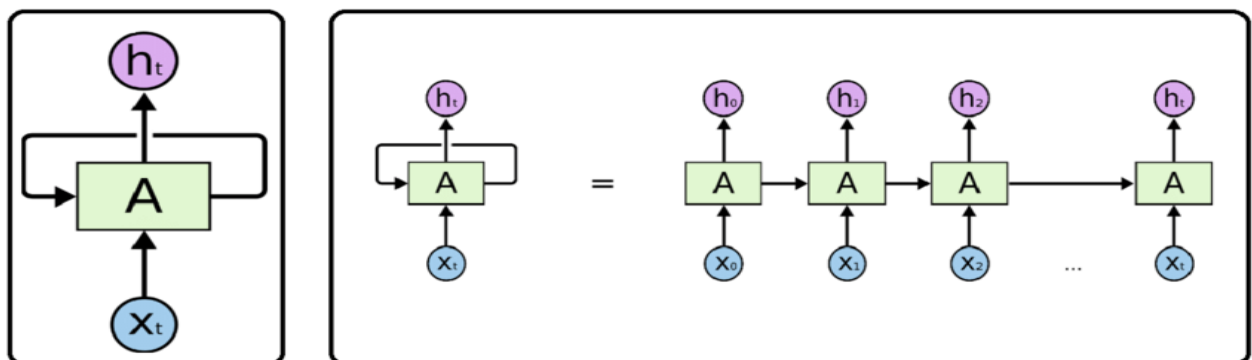 hₜ
A
xₜ
hₜ
A
xₜ
=
h₀ h₁ h₂ hₜ
A A A A
x₀ x₁ x₂ ... xₜ